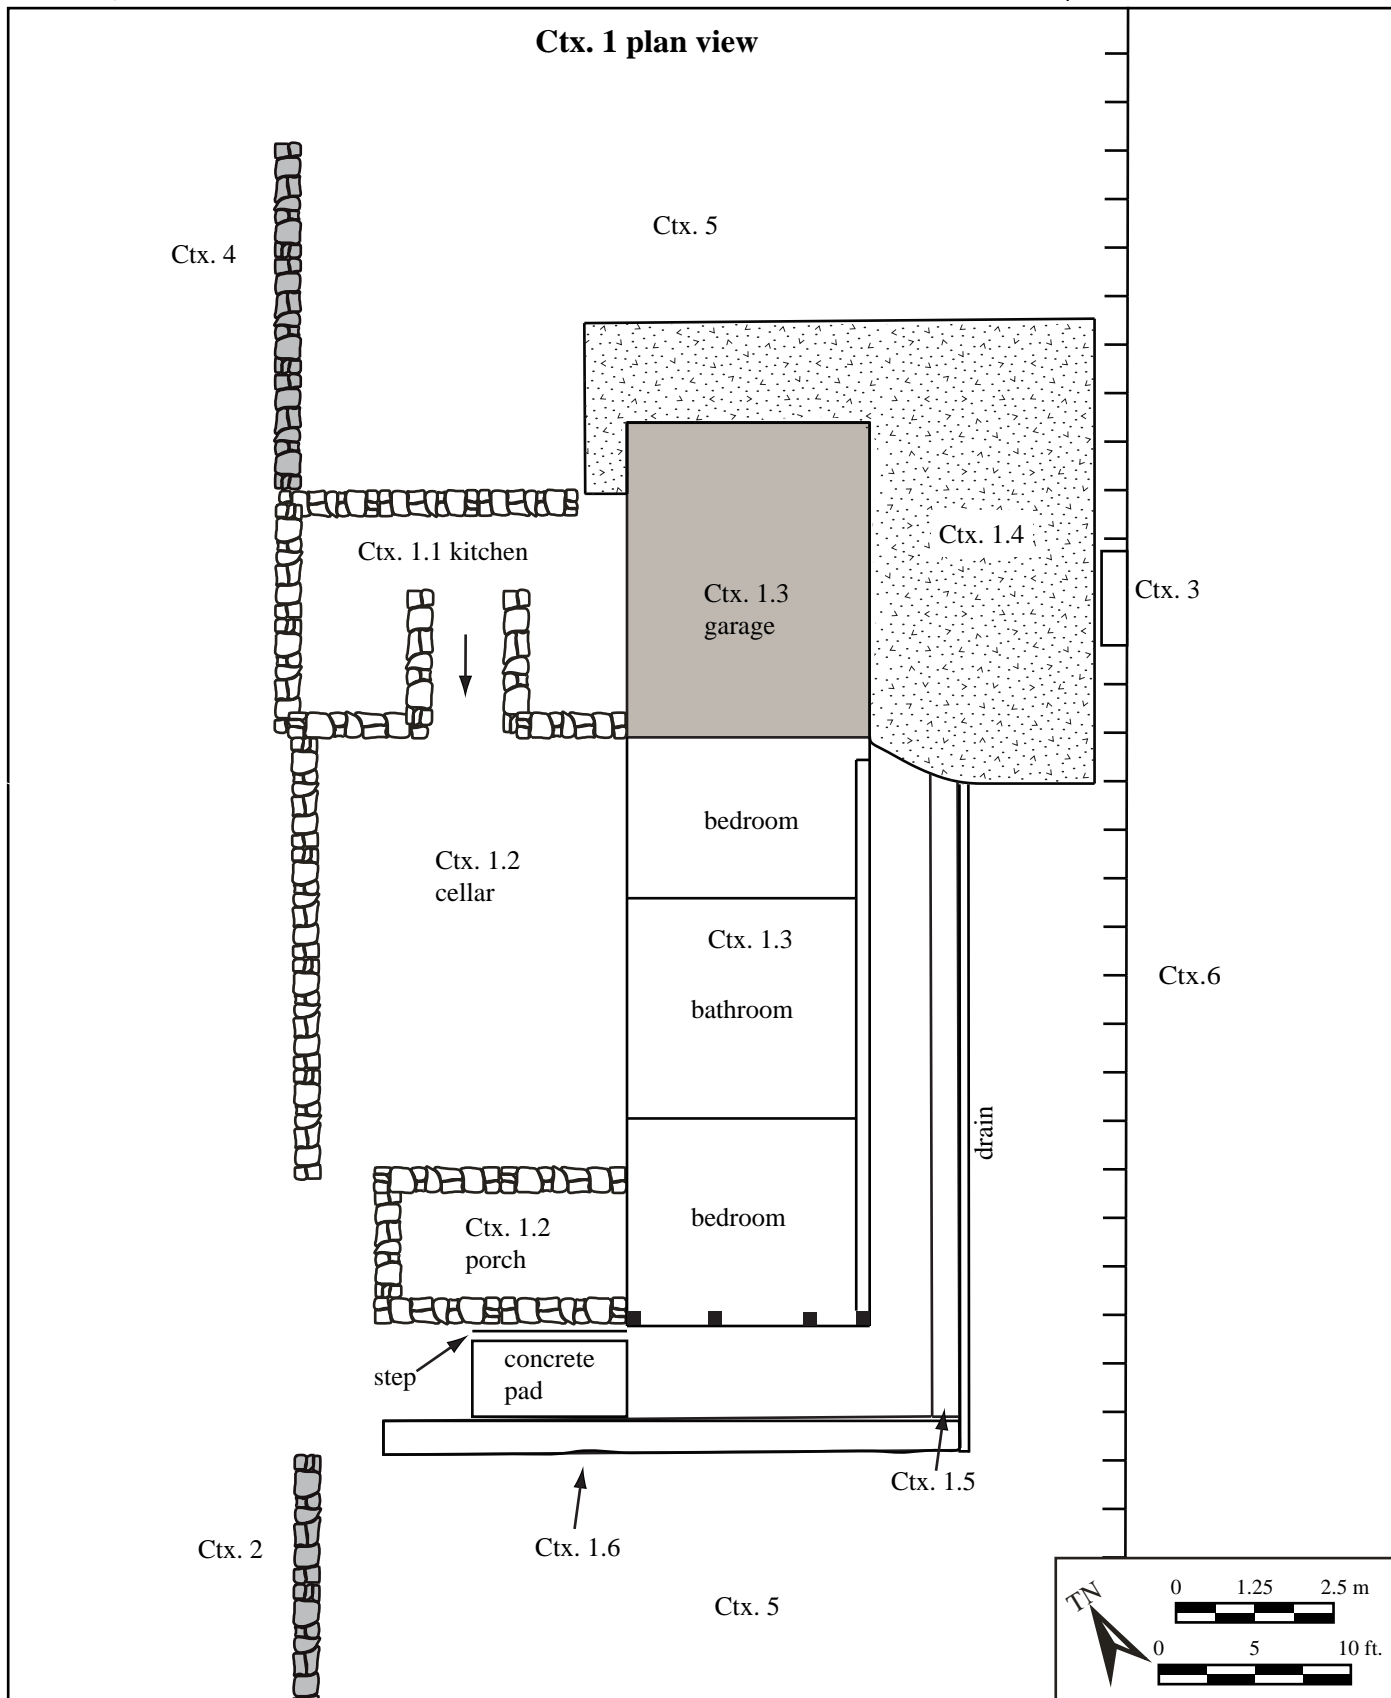 Ctx. 1 plan view
Ctx. 5
Ctx. 4
Ctx. 1.4
Ctx. 1.1 kitchen
Ctx. 3
Ctx. 1.3
garage
bedroom
Ctx. 1.2
cellar
Ctx. 1.3
bathroom
Ctx.6
drain
bedroom
Ctx. 1.2
porch
concrete
pad
step
Ctx. 1.5
Ctx. 1.6
Ctx. 2
Ctx. 5
TN
0 1.25 2.5 m
0 5 10 ft.